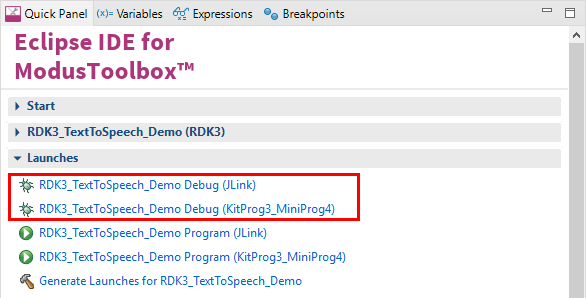 Quick Panel (x)= Variables Expressions Breakpoints
Eclipse IDE for
ModusToolbox™
Start
RDK3_TextToSpeech_Demo (RDK3)
Launches
RDK3_TextToSpeech_Demo Debug (JLink)
RDK3_TextToSpeech_Demo Debug (KitProg3_MiniProg4)
RDK3_TextToSpeech_Demo Program (JLink)
RDK3_TextToSpeech_Demo Program (KitProg3_MiniProg4)
Generate Launches for RDK3_TextToSpeech_Demo